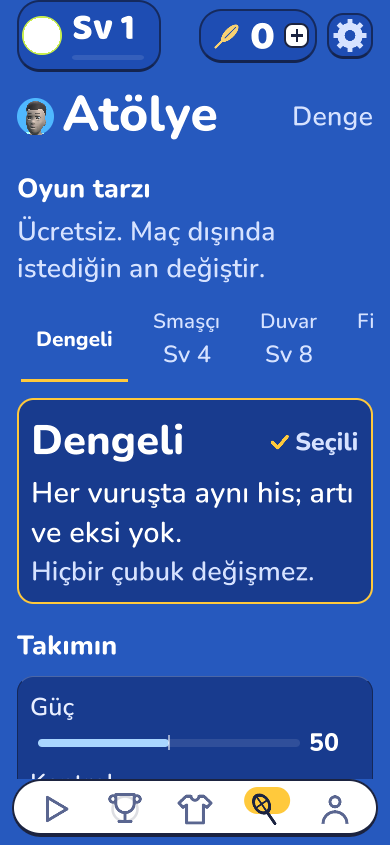 Sv 1
0
Atölye
Denge
Oyun tarzı
Ücretsiz. Maç dışında
istediğin an değiştir.
Dengeli
Smaşçı
Sv 4
Duvar
Sv 8
Fi
Dengeli
Seçili
Her vuruşta aynı his; artı
ve eksi yok.
Hiçbir çubuk değişmez.
Takımın
Güç
50